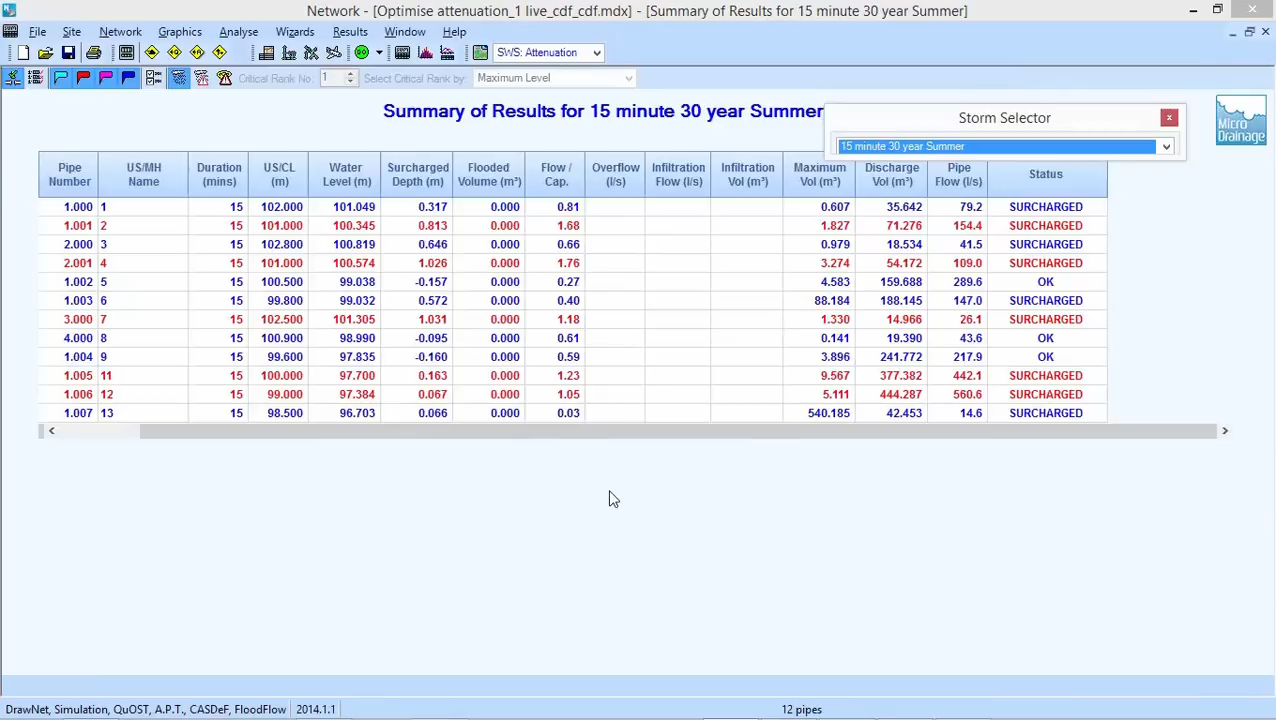 Network - [Optimise attenuation_1 live_cdf_cdf.mdx] - [Summary of Results for 15 minute 30 year Summer]
File Site Network Graphics Analyse Wizards Results Window Help
SWS: Attenuation
Critical Rank No. 1 Select Critical Rank by: Maximum Level
Summary of Results for 15 minute 30 year Summer
Storm Selector
15 minute 30 year Summer
Micro
Drainage
Pipe Number US/MH Name Duration (mins) US/CL (m) Water Level (m) Surcharged Depth (m) Flooded Volume (m³) Flow / Cap. Overflow (l/s) Infiltration Flow (l/s) Infiltration Vol (m³) Maximum Vol (m³) Discharge Vol (m³) Pipe Flow (l/s) Status
1.000 1 15 102.000 101.049 0.317 0.000 0.81 0.607 35.642 79.2 SURCHARGED
1.001 2 15 101.000 100.345 0.813 0.000 1.68 1.827 71.276 154.4 SURCHARGED
2.000 3 15 102.800 100.819 0.646 0.000 0.66 0.979 18.534 41.5 SURCHARGED
2.001 4 15 101.000 100.574 1.026 0.000 1.76 3.274 54.172 109.0 SURCHARGED
1.002 5 15 100.500 99.038 -0.157 0.000 0.27 4.583 159.688 289.6 OK
1.003 6 15 99.800 99.032 0.572 0.000 0.40 88.184 188.145 147.0 SURCHARGED
3.000 7 15 102.500 101.305 1.031 0.000 1.18 1.330 14.966 26.1 SURCHARGED
4.000 8 15 100.900 98.990 -0.095 0.000 0.61 0.141 19.390 43.6 OK
1.004 9 15 99.600 97.835 -0.160 0.000 0.59 3.896 241.772 217.9 OK
1.005 11 15 100.000 97.700 0.163 0.000 1.23 9.567 377.382 442.1 SURCHARGED
1.006 12 15 99.000 97.384 0.067 0.000 1.05 5.111 444.287 560.6 SURCHARGED
1.007 13 15 98.500 96.703 0.066 0.000 0.03 540.185 42.453 14.6 SURCHARGED
DrawNet, Simulation, QuOST, A.P.T., CASDeF, FloodFlow 2014.1.1 12 pipes